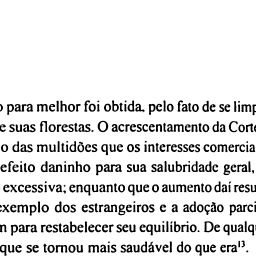 o para melhor foi obtida, pelo fato de se limp
e suas florestas. O acrescentamento da Corte
o das multidões que os interesses comercia
efeito daninho para sua salubridade geral,
excessiva; enquanto que o aumento daí resu
exemplo dos estrangeiros e a adoção parci
n para restabelecer seu equilíbrio. De qualqu
que se tornou mais saudável do que era¹³.